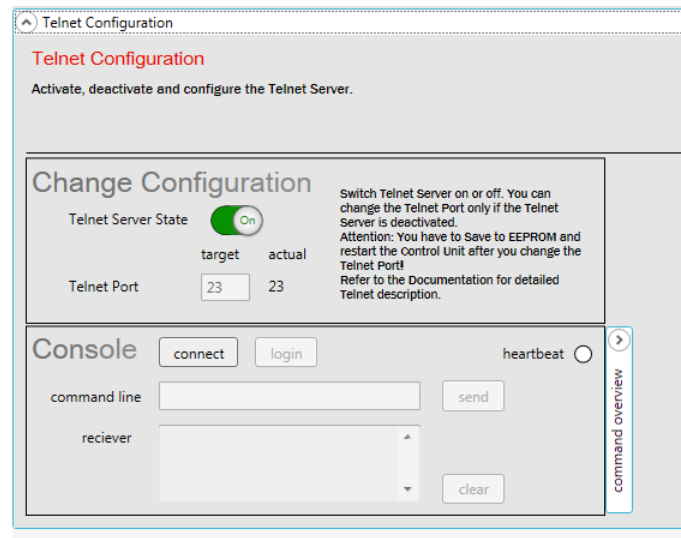 Telnet Configuration
Telnet Configuration
Activate, deactivate and configure the Telnet Server.
Change Configuration
Telnet Server State On
target actual
Telnet Port 23 23
Switch Telnet Server on or off. You can
change the Telnet Port only if the Telnet
Server is deactivated.
Attention: You have to Save to EEPROM and
restart the Control Unit after you change the
Telnet Port!
Refer to the Documentation for detailed
Telnet description.
Console connect login heartbeat
command line send
reciever
clear
command overview